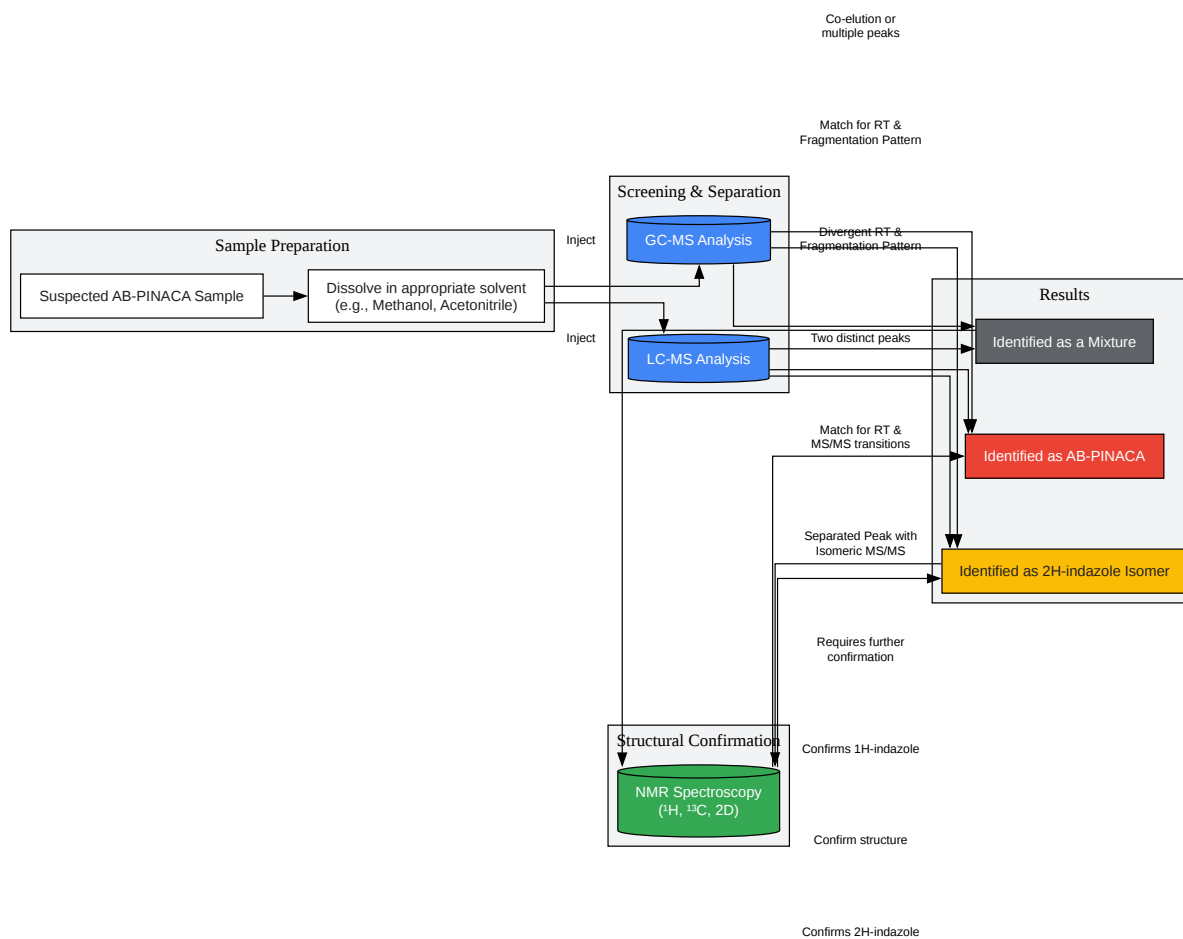 Co-elution or
multiple peaks
Match for RT &
Fragmentation Pattern
Screening & Separation
Sample Preparation
Inject
GC-MS Analysis
Divergent RT &
Fragmentation Pattern
Suspected AB-PINACA Sample
Dissolve in appropriate solvent
(e.g., Methanol, Acetonitrile)
Results
Inject
LC-MS Analysis
Two distinct peaks
Identified as a Mixture
Match for RT &
MS/MS transitions
Identified as AB-PINACA
Separated Peak with
Isomeric MS/MS
Identified as 2H-indazole Isomer
Requires further
confirmation
Structural Confirmation
Confirms 1H-indazole
NMR Spectroscopy
(¹H, ¹³C, 2D)
Confirm structure
Confirms 2H-indazole